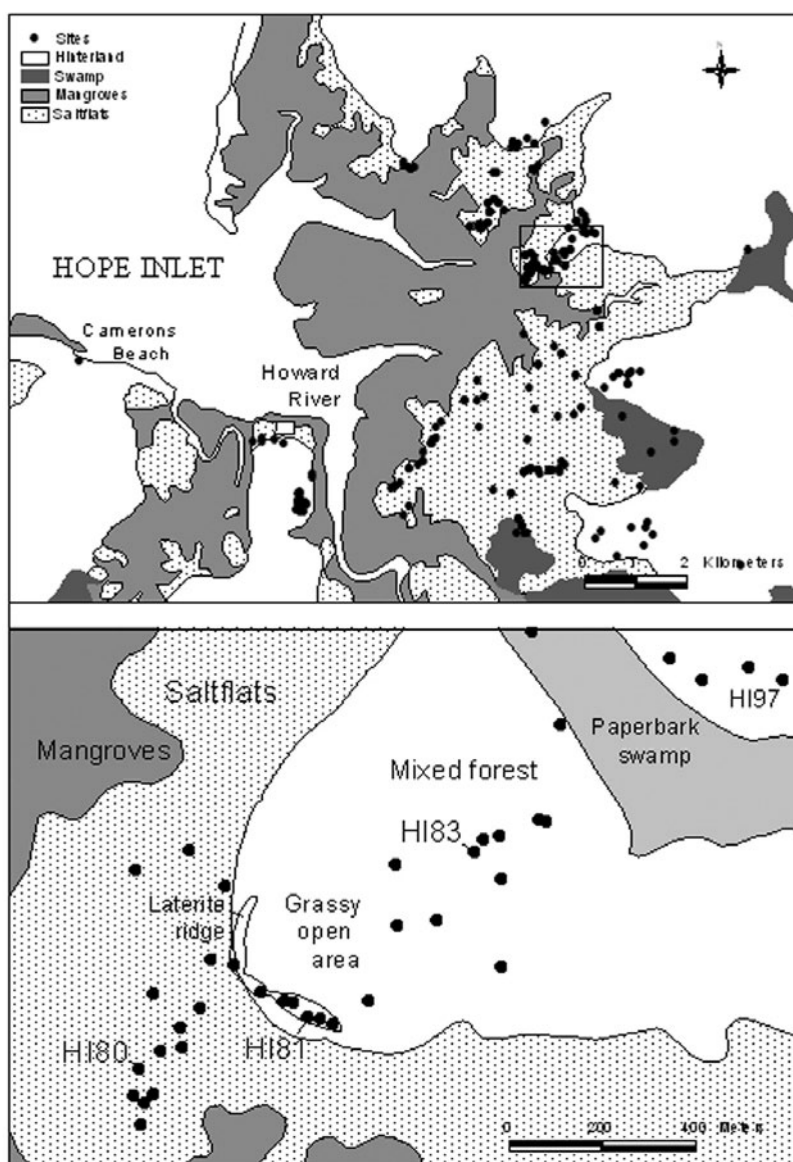 Sites
Hinterland
Swamp
Mangroves
Saltflats
N
HOPE INLET
Camerons
Beach
Howard
River
0 1 2 Kilometers
Saltflats
Mangroves
Mixed forest
Paperbark
swamp
HI97
HI83
Laterite
ridge
Grassy
open
area
HI80
HI81
0 200 400 Meters